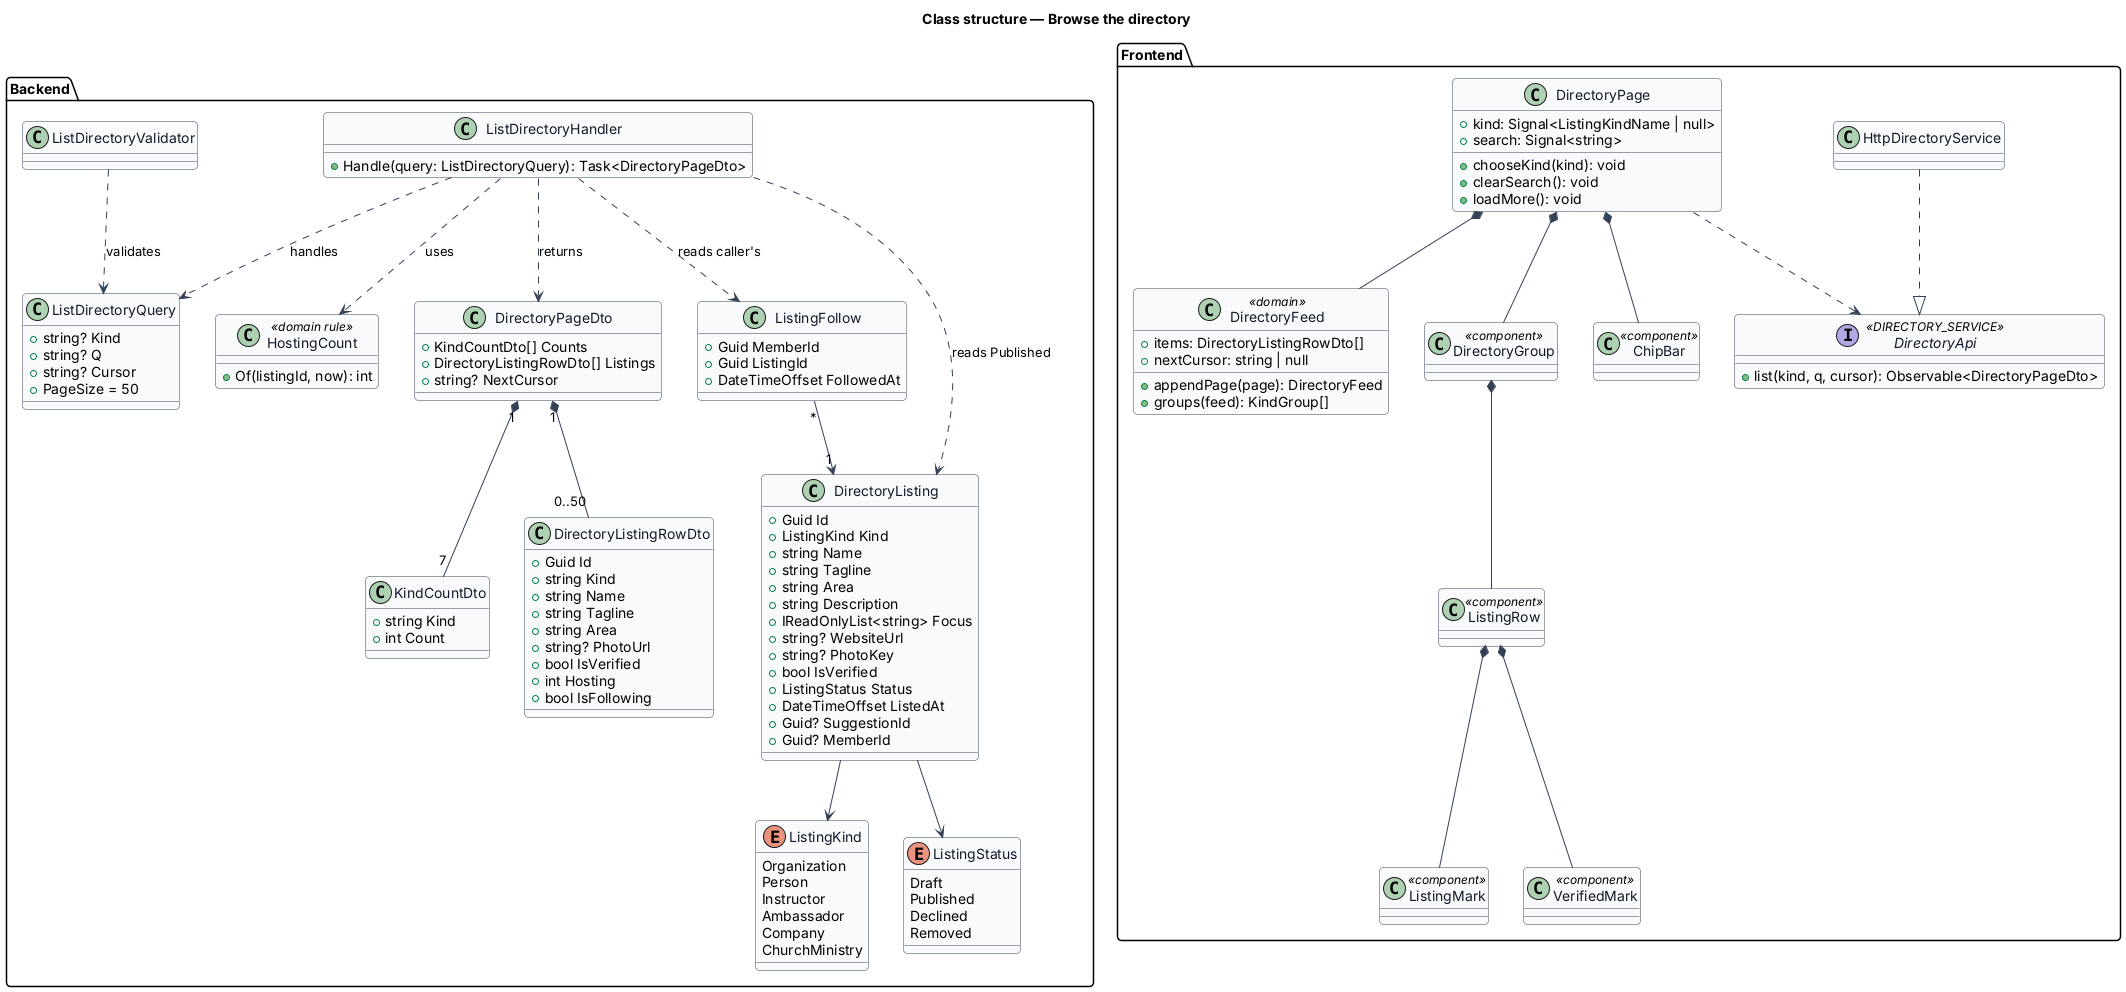 Class structure — Browse the directory
Backend
ListDirectoryValidator
ListDirectoryHandler
Handle(query: ListDirectoryQuery): Task<DirectoryPageDto>
validates
handles
uses
returns
reads caller's
reads Published
ListDirectoryQuery
string? Kind
string? Q
string? Cursor
PageSize = 50
«domain rule»
HostingCount
Of(listingId, now): int
DirectoryPageDto
KindCountDto[] Counts
DirectoryListingRowDto[] Listings
string? NextCursor
ListingFollow
Guid MemberId
Guid ListingId
DateTimeOffset FollowedAt
1
1
*
1
7
0..50
KindCountDto
string Kind
int Count
DirectoryListingRowDto
Guid Id
string Kind
string Name
string Tagline
string Area
string? PhotoUrl
bool IsVerified
int Hosting
bool IsFollowing
DirectoryListing
Guid Id
ListingKind Kind
string Name
string Tagline
string Area
string Description
IReadOnlyList<string> Focus
string? WebsiteUrl
string? PhotoKey
bool IsVerified
ListingStatus Status
DateTimeOffset ListedAt
Guid? SuggestionId
Guid? MemberId
ListingKind
Organization
Person
Instructor
Ambassador
Company
ChurchMinistry
ListingStatus
Draft
Published
Declined
Removed
Frontend
DirectoryPage
kind: Signal<ListingKindName | null>
search: Signal<string>
chooseKind(kind): void
clearSearch(): void
loadMore(): void
HttpDirectoryService
«domain»
DirectoryFeed
items: DirectoryListingRowDto[]
nextCursor: string | null
appendPage(page): DirectoryFeed
groups(feed): KindGroup[]
«component»
DirectoryGroup
«component»
ChipBar
«DIRECTORY_SERVICE»
DirectoryApi
list(kind, q, cursor): Observable<DirectoryPageDto>
«component»
ListingRow
«component»
ListingMark
«component»
VerifiedMark